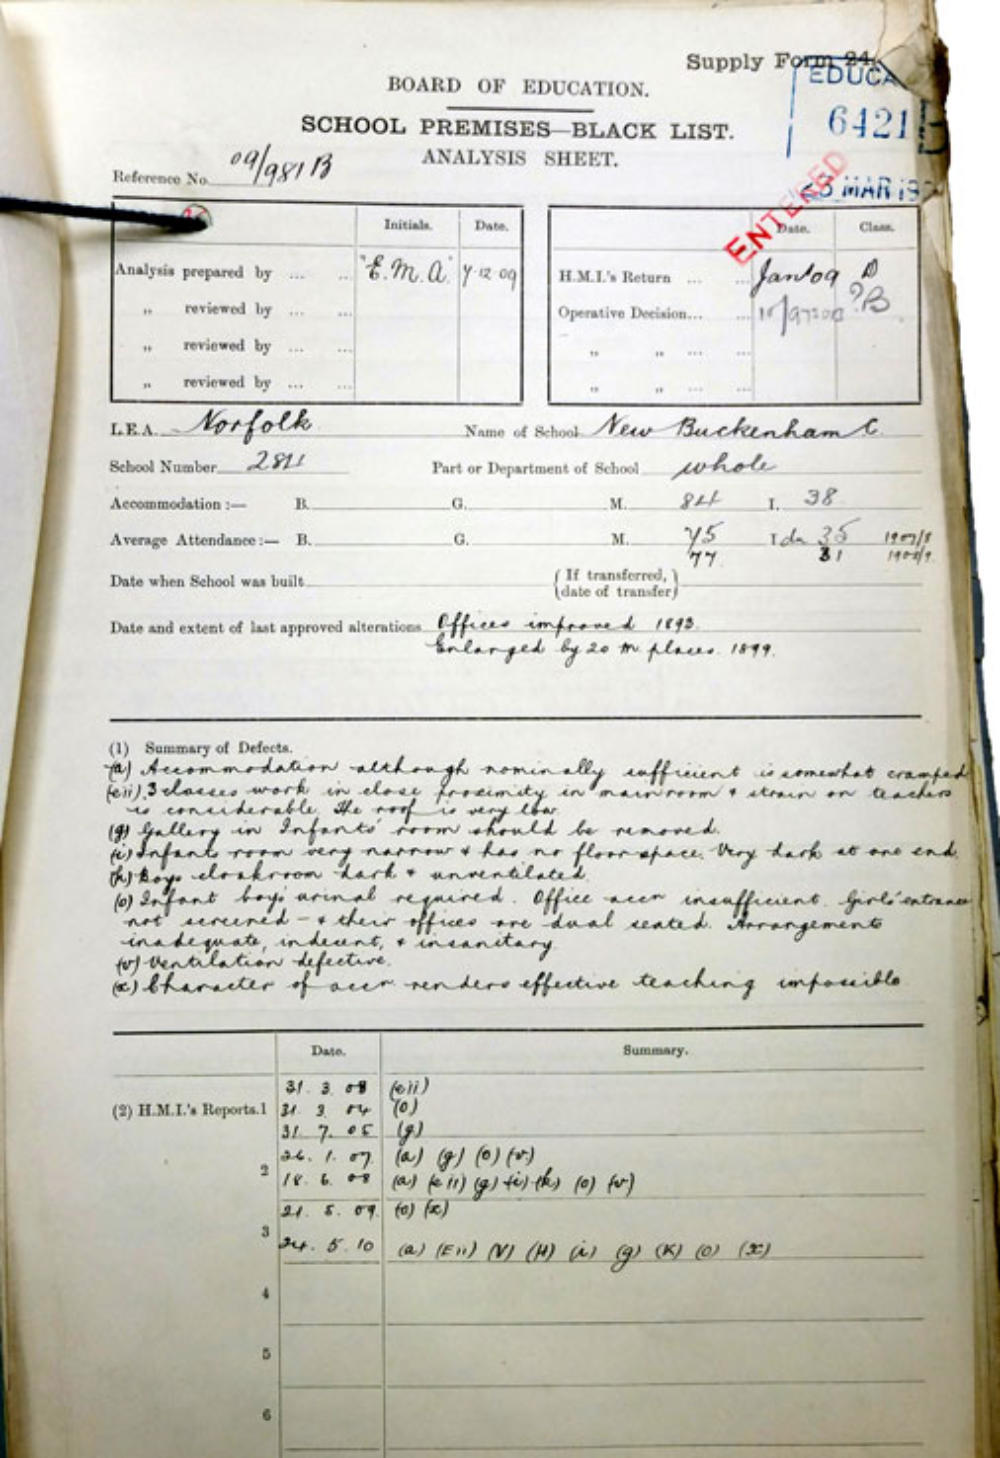 Supply Form 24.
EDUCA
6421
BOARD OF EDUCATION.
SCHOOL PREMISES—BLACK LIST.
ANALYSIS SHEET.
Reference No. 09/981 B
ENTERED
MAR 19
Initials. Date.
Analysis prepared by ... ... "E.M.A." 7.12.09
„ reviewed by ... ...
„ reviewed by ... ...
„ reviewed by ... ...
Date. Class.
H.M.I.'s Return ... ... Jan '09 D
Operative Decision... ... ?B
„ „ ... ...
„ „ ... ...
L.E.A. Norfolk Name of School New Buckenham C.
School Number 284 Part or Department of School whole
Accommodation :— B. G. M. 84 I. 38
Average Attendance :— B. G. M. 75 I da 35 1907/8
77 31 1908/9
Date when School was built (If transferred, date of transfer)
Date and extent of last approved alterations Offices improved 1893.
Enlarged by 20 M. places. 1899.
(1) Summary of Defects.
(a) Accommodation although nominally sufficient is somewhat cramped
(eii) 3 classes work in close proximity in main room & strain on teachers
is considerable. The roof is very low.
(g) Gallery in Infants' room should be removed.
(i) Infants room very narrow & has no floor space. Very dark at one end.
(k) Boys cloakroom dark & unventilated.
(o) Infant boys' urinal required. Office accn insufficient. Girls' entrance
not screened - & their offices are dual seated. Arrangements
inadequate, indecent, & insanitary.
(v) Ventilation defective.
(x) Character of accn renders effective teaching impossible
Date. Summary.
31. 3. 03 (eii)
(2) H.M.I.'s Reports. 1 31. 3. 04 (o)
31. 7. 05 (g)
26. 1. 07. (a) (g) (o) (v)
2 18. 6. 08 (a) (eii) (g) (i) (k) (o) (v)
21. 5. 09. (o) (x)
3 24. 5. 10 (a) (Eii) (V) (H) (i) (g) (K) (o) (x)
4
5
6